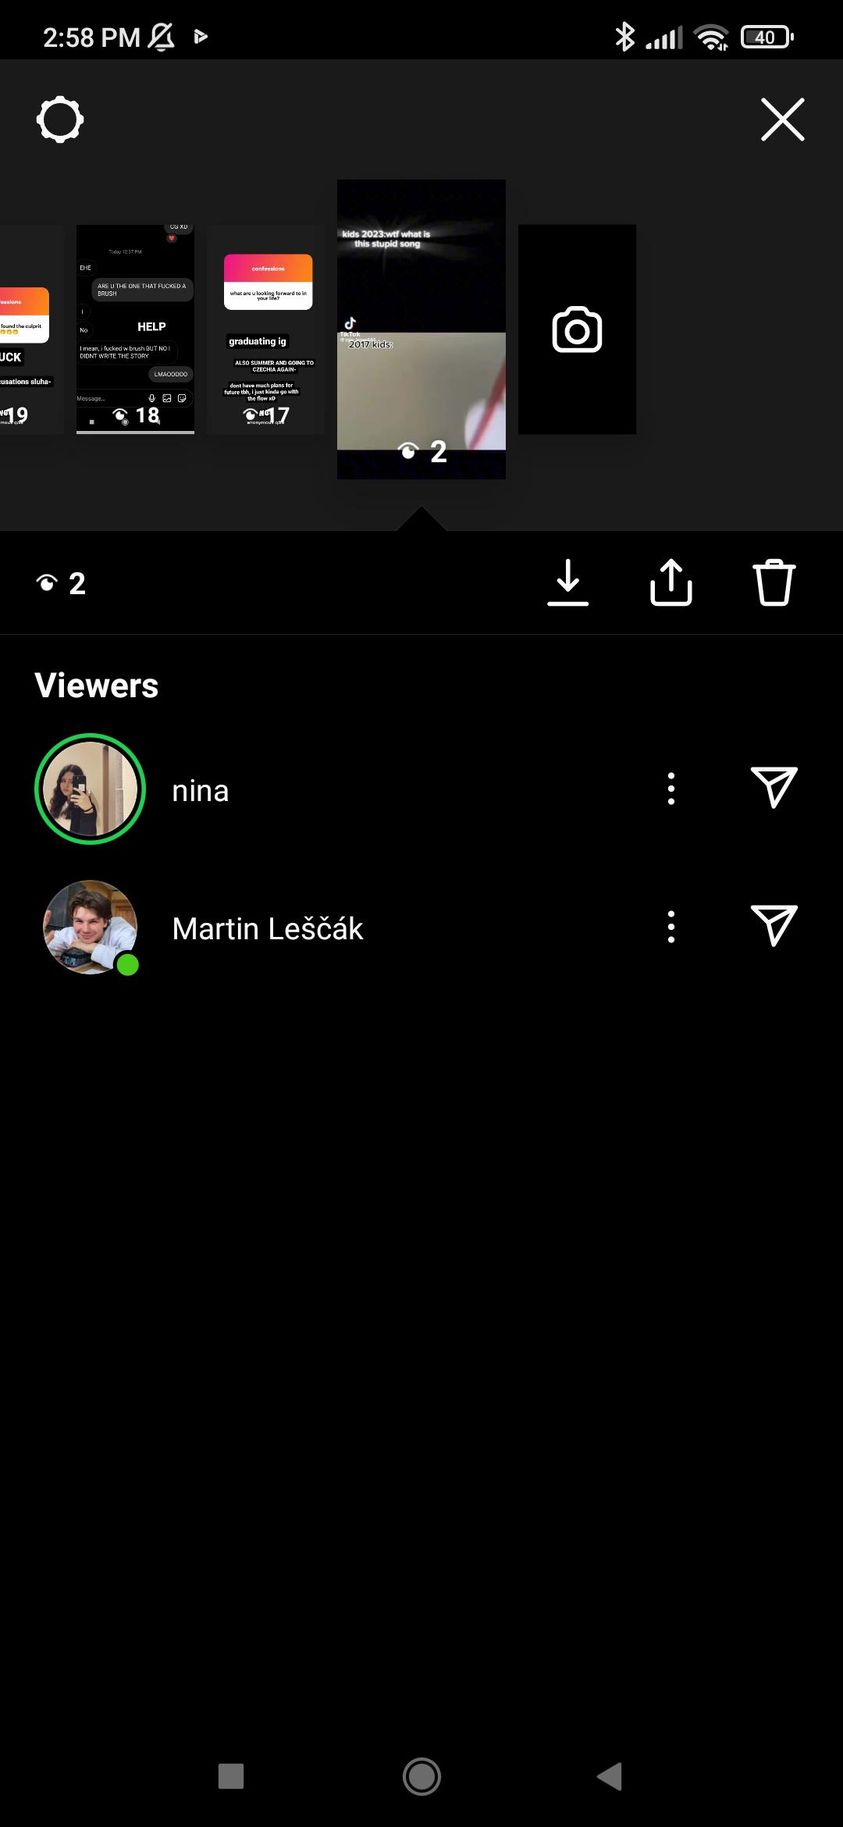 2:58 PM
40
essions
found the culprit
UCK
cusations sluha-
19
CG XD
Today 12:37 PM
EHE
ARE U THE ONE THAT FUCKED A
BRUSH
I
No
HELP
I mean, i fucked w brush BUT NO I
DIDNT WRITE THE STORY
LMAOOOOO
Message...
18
confessions
what are u looking forward to in
your life?
graduating ig
ALSO SUMMER AND GOING TO
CZECHIA AGAIN-
dont have much plans for
future tbh, i just kinda go with
the flow xD
17
kids 2023:wtf what is
this stupid song
TikTok
2017 kids:
2
2
Viewers
nina
Martin Leščák